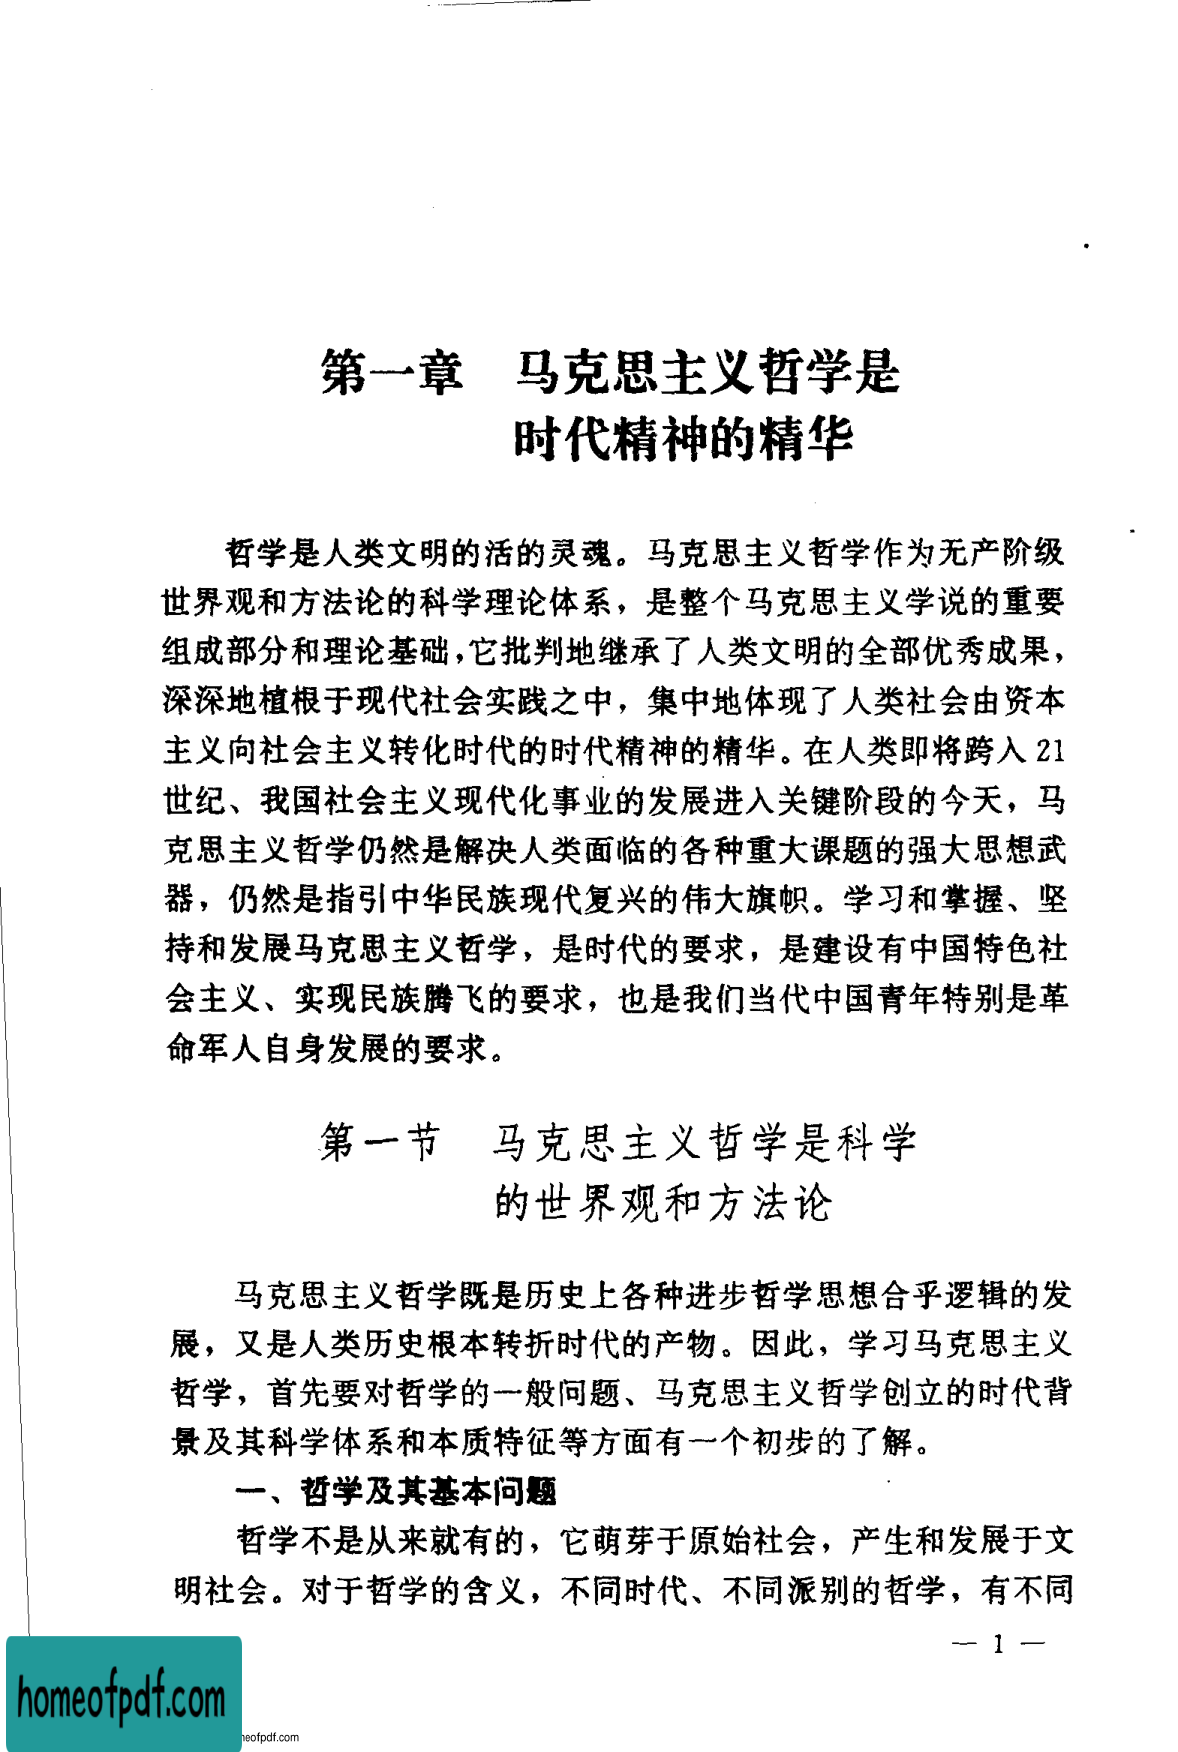 第一章 马克思主义哲学是
时代精神的精华
哲学是人类文明的活的灵魂。马克思主义哲学作为无产阶级
世界观和方法论的科学理论体系，是整个马克思主义学说的重要
组成部分和理论基础，它批判地继承了人类文明的全部优秀成果，
深深地植根于现代社会实践之中，集中地体现了人类社会由资本
主义向社会主义转化时代的时代精神的精华。在人类即将跨入 21
世纪、我国社会主义现代化事业的发展进入关键阶段的今天，马
克思主义哲学仍然是解决人类面临的各种重大课题的强大思想武
器，仍然是指引中华民族现代复兴的伟大旗帜。学习和掌握、坚
持和发展马克思主义哲学，是时代的要求，是建设有中国特色社
会主义、实现民族腾飞的要求，也是我们当代中国青年特别是革
命军人自身发展的要求。
第一节 马克思主义哲学是科学
的世界观和方法论
马克思主义哲学既是历史上各种进步哲学思想合乎逻辑的发
展，又是人类历史根本转折时代的产物。因此，学习马克思主义
哲学，首先要对哲学的一般问题、马克思主义哲学创立的时代背
景及其科学体系和本质特征等方面有一个初步的了解。
一、哲学及其基本问题
哲学不是从来就有的，它萌芽于原始社会，产生和发展于文
明社会。对于哲学的含义，不同时代、不同派别的哲学，有不同
— 1 —
homeofpdf.com
neofpdf.com